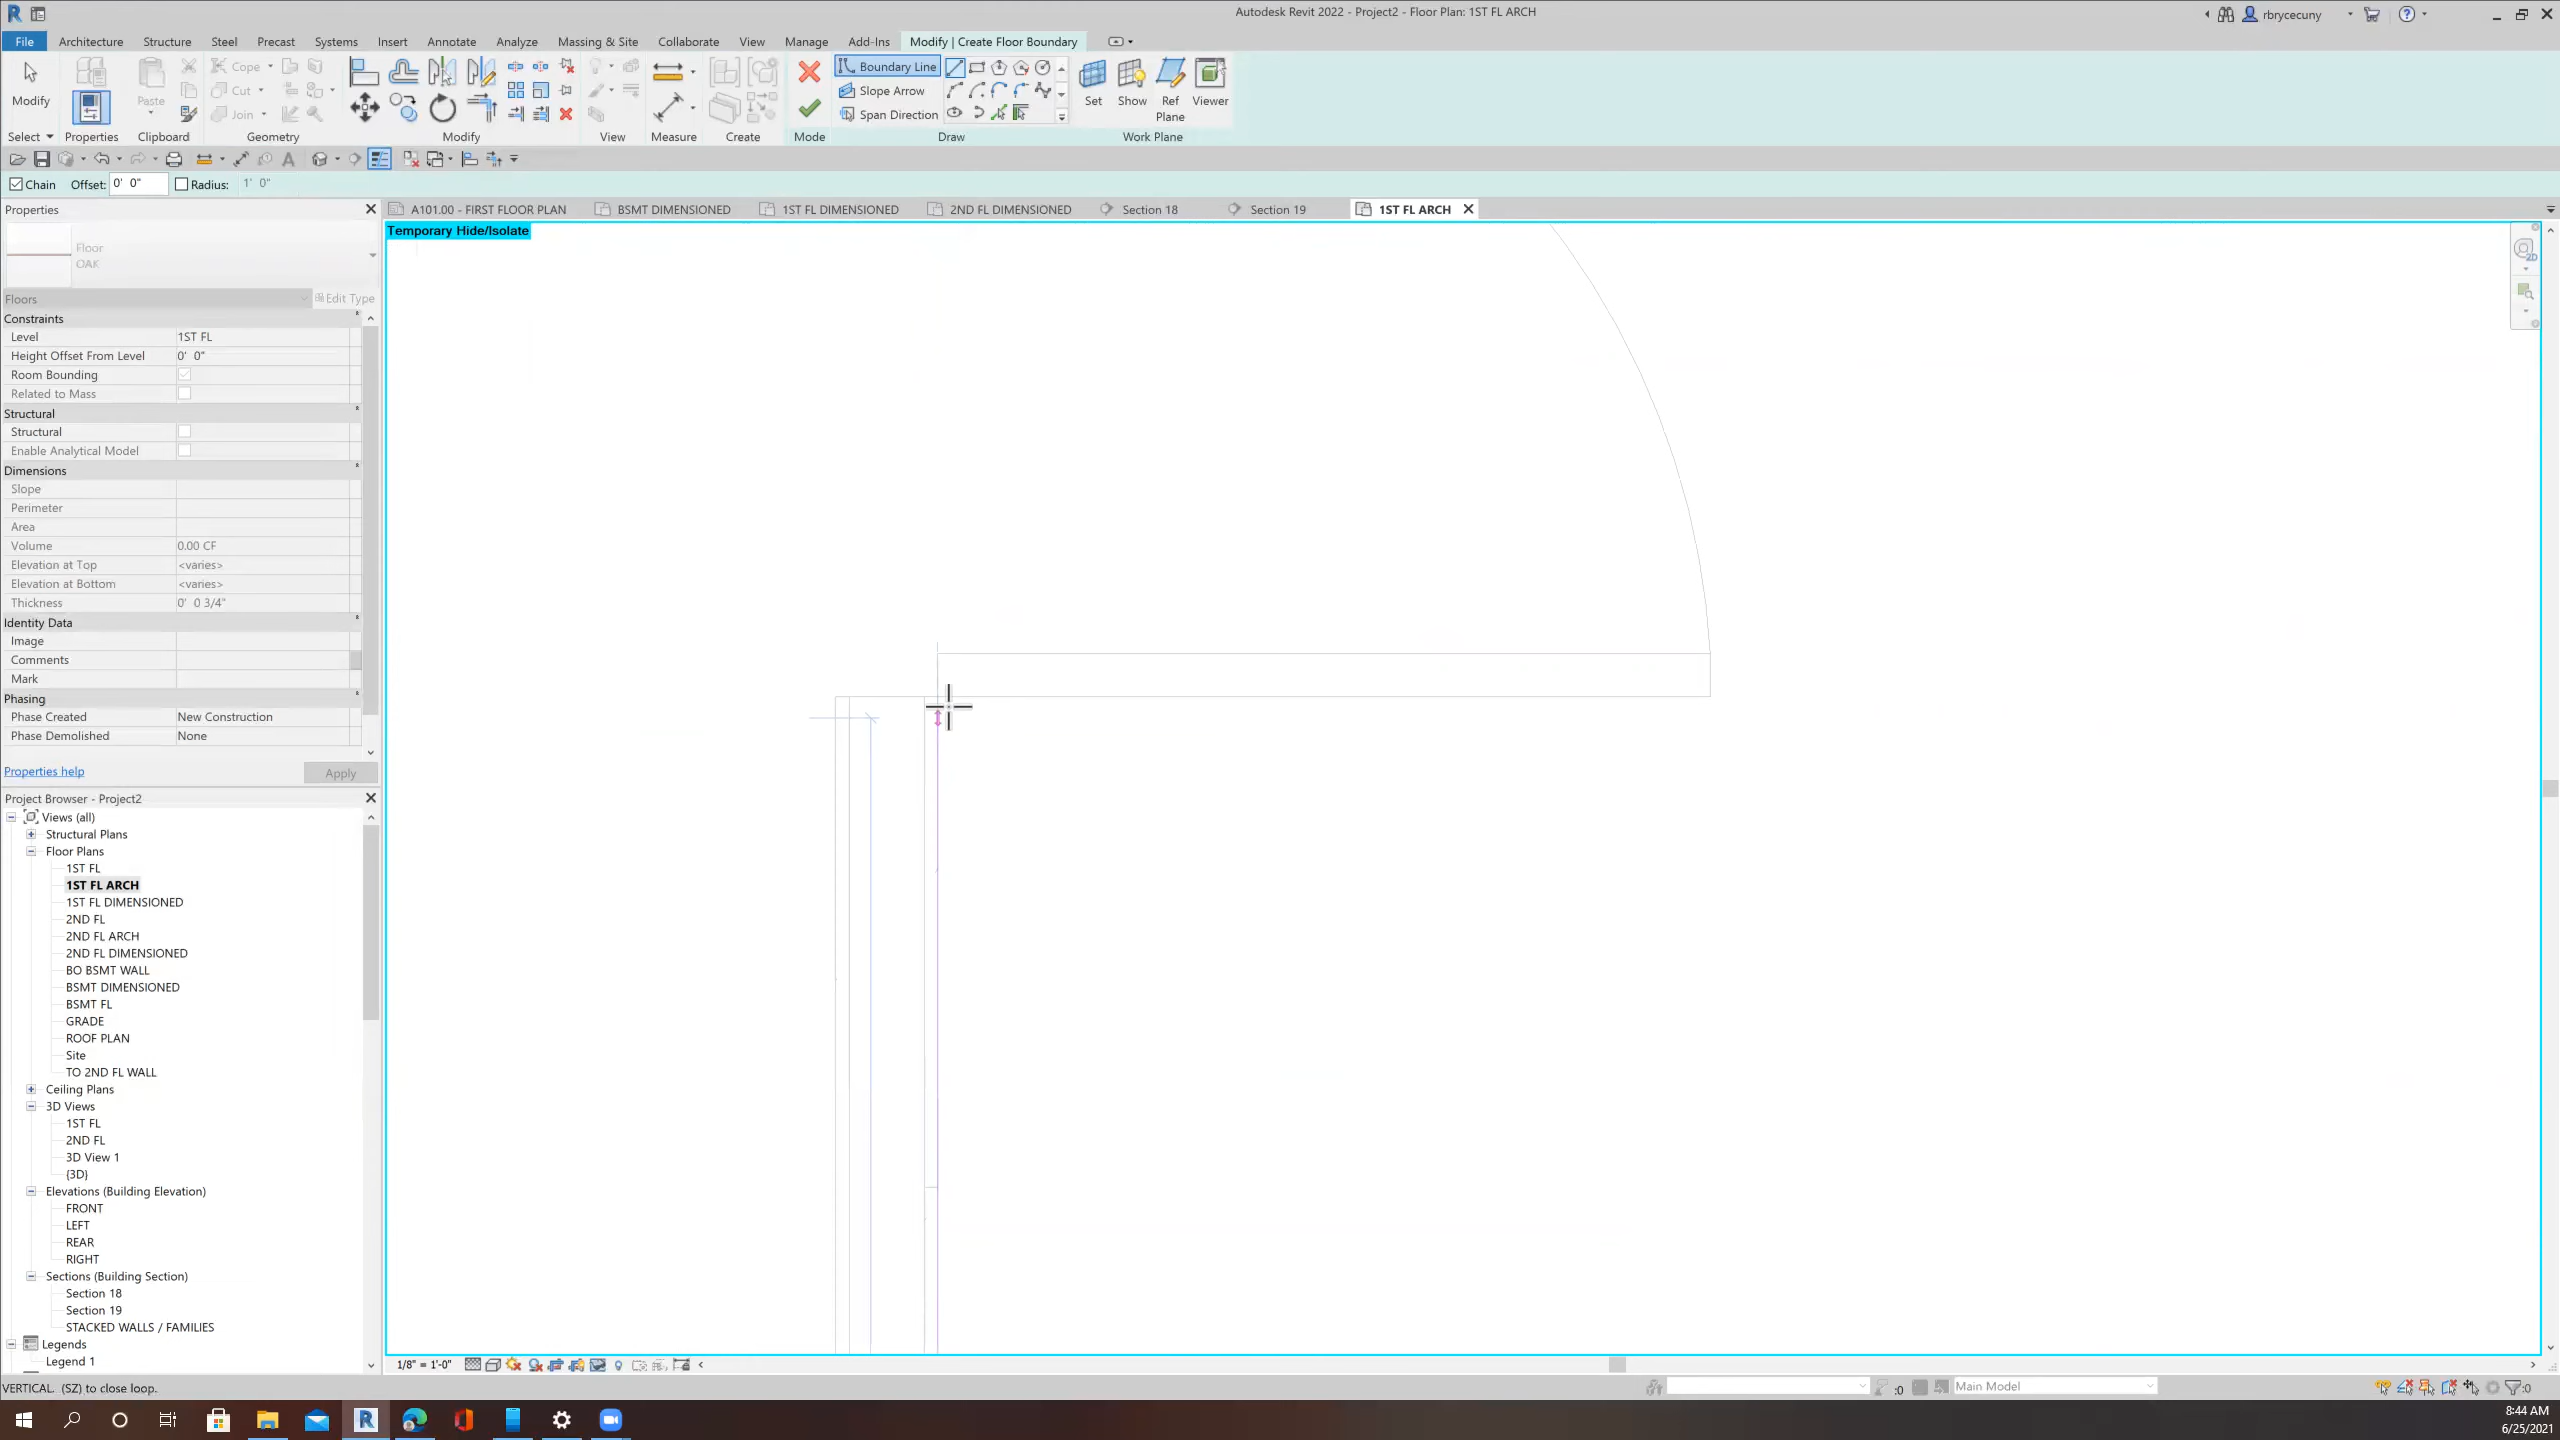 Autodesk Revit 2022 - Project2 - Floor Plan: 1ST FL ARCH
rbrycecuny
File
Architecture
Structure
Steel
Precast
Systems
Insert
Annotate
Analyze
Massing & Site
Collaborate
View
Manage
Add-Ins
Modify | Create Floor Boundary
Modify
Select
Properties
Paste
Clipboard
Cope
Cut
Join
Geometry
Modify
View
Measure
Create
Mode
Boundary Line
Slope Arrow
Span Direction
Draw
Set
Show
Ref
Plane
Viewer
Work Plane
Chain
Offset: 0' 0"
Radius: 1' 0"
Properties
A101.00 - FIRST FLOOR PLAN
BSMT DIMENSIONED
1ST FL DIMENSIONED
2ND FL DIMENSIONED
Section 18
Section 19
1ST FL ARCH
Temporary Hide/Isolate
2D
Floor
OAK
Floors
Edit Type
Constraints
Level 1ST FL
Height Offset From Level 0' 0"
Room Bounding
Related to Mass
Structural
Structural
Enable Analytical Model
Dimensions
Slope
Perimeter
Area
Volume 0.00 CF
Elevation at Top <varies>
Elevation at Bottom <varies>
Thickness 0' 0 3/4"
Identity Data
Image
Comments
Mark
Phasing
Phase Created New Construction
Phase Demolished None
Properties help
Apply
Project Browser - Project2
Views (all)
Structural Plans
Floor Plans
1ST FL
1ST FL ARCH
1ST FL DIMENSIONED
2ND FL
2ND FL ARCH
2ND FL DIMENSIONED
BO BSMT WALL
BSMT DIMENSIONED
BSMT FL
GRADE
ROOF PLAN
Site
TO 2ND FL WALL
Ceiling Plans
3D Views
1ST FL
2ND FL
3D View 1
{3D}
Elevations (Building Elevation)
FRONT
LEFT
REAR
RIGHT
Sections (Building Section)
Section 18
Section 19
STACKED WALLS / FAMILIES
Legends
Legend 1
1/8" = 1'-0"
VERTICAL. (SZ) to close loop.
:0
Main Model
:0
8:44 AM
6/25/2021